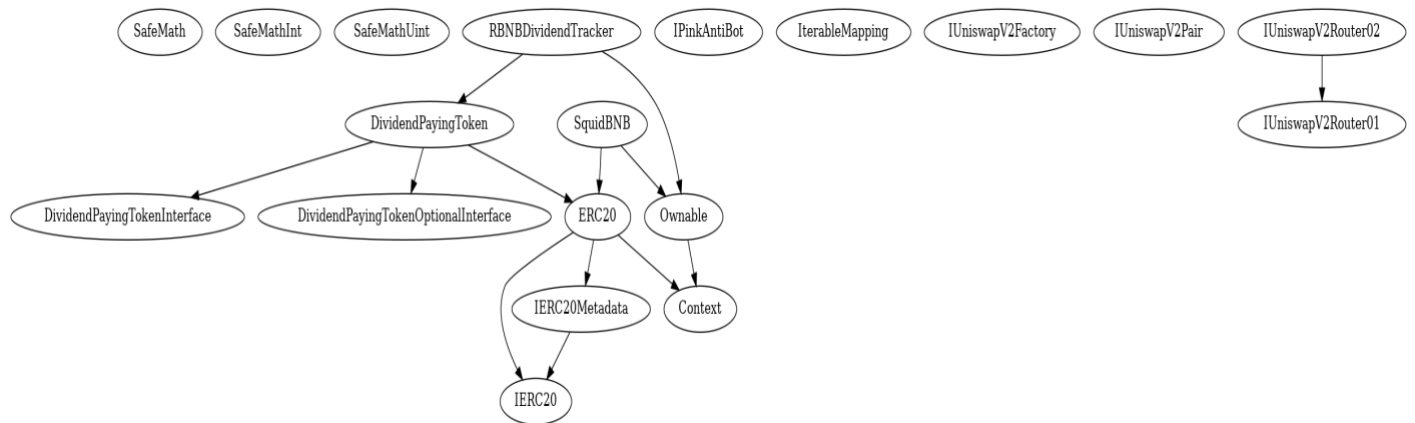 SafeMath
SafeMathInt
SafeMathUint
RBNBDividendTracker
IPinkAntiBot
IterableMapping
IUniswapV2Factory
IUniswapV2Pair
IUniswapV2Router02
DividendPayingToken
SquidBNB
IUniswapV2Router01
DividendPayingTokenInterface
DividendPayingTokenOptionalInterface
ERC20
Ownable
IERC20Metadata
Context
IERC20